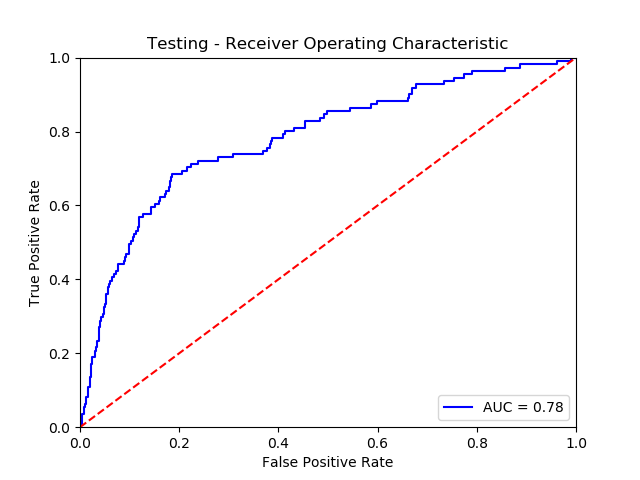 Testing - Receiver Operating Characteristic
1.0
0.8
0.6
0.4
0.2
0.0
True Positive Rate
AUC = 0.78
0.0 0.2 0.4 0.6 0.8 1.0
False Positive Rate